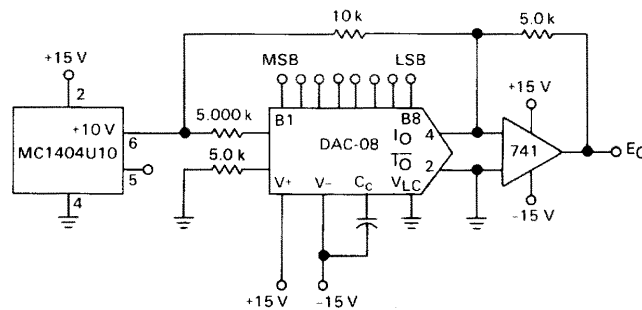 10 k
5.0 k
+15 V
MSB
LSB
2
+15 V
5.000 k
B1
B8
+10 V
6
DAC-08
IO
4
MC1404U10
5.0 k
741
EO
5
IO
2
4
V+
V-
CC
VLC
-15 V
+15 V
-15 V